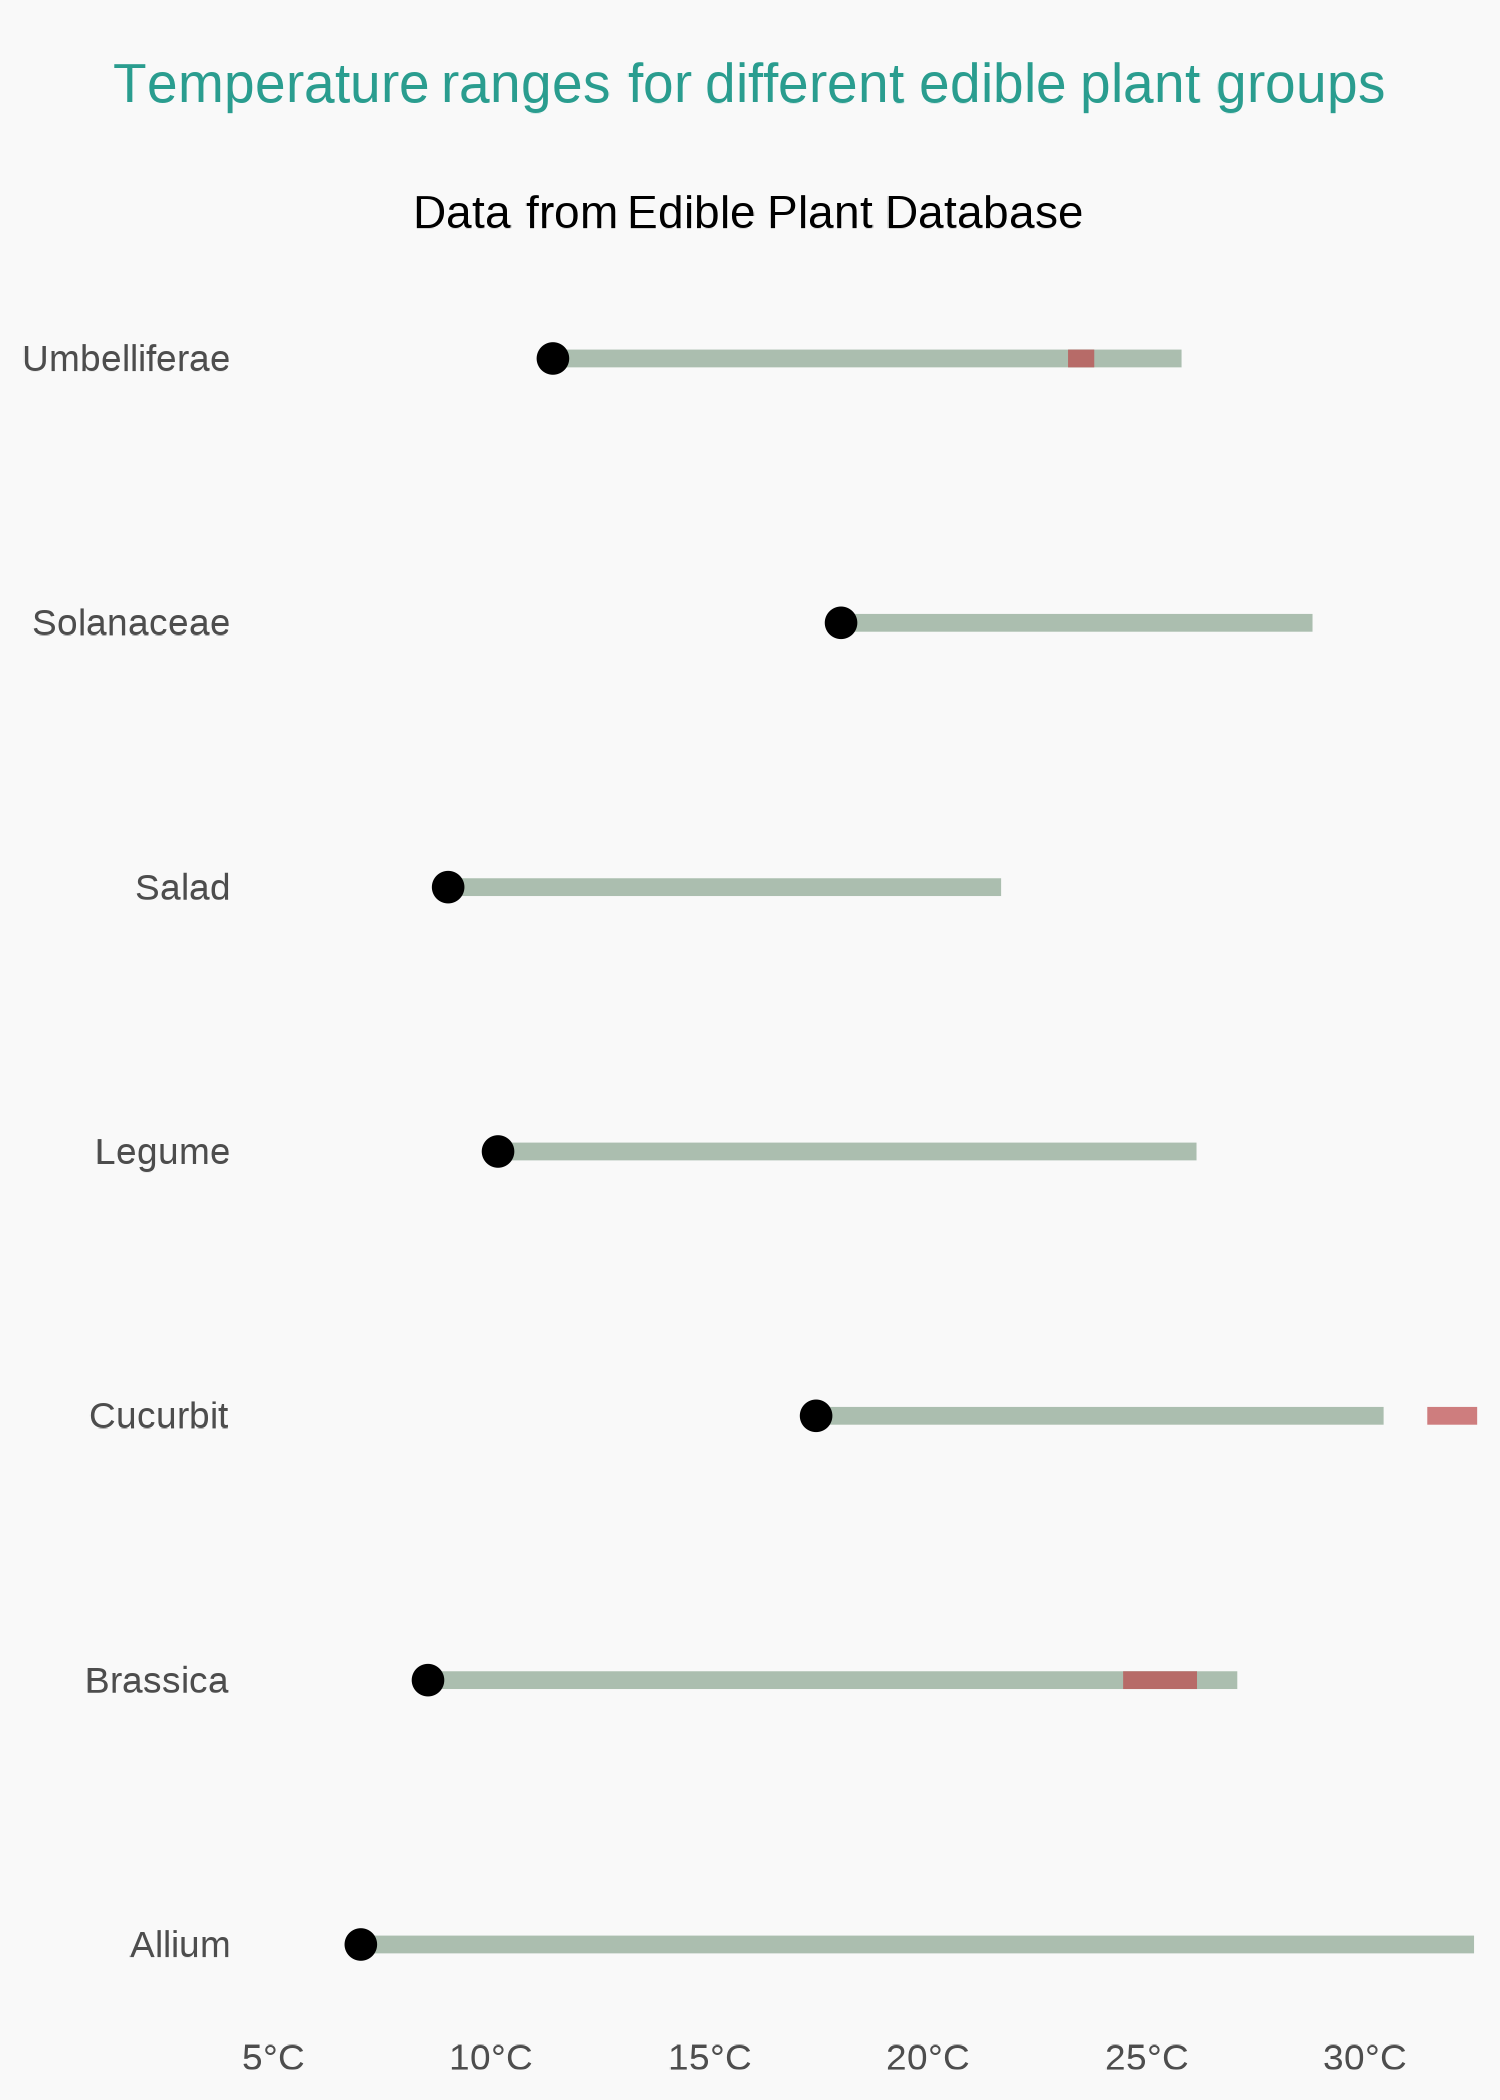 Temperature ranges for different edible plant groups
Data from Edible Plant Database
Umbelliferae
Solanaceae
Salad
Legume
Cucurbit
Brassica
Allium
5°C 10°C 15°C 20°C 25°C 30°C